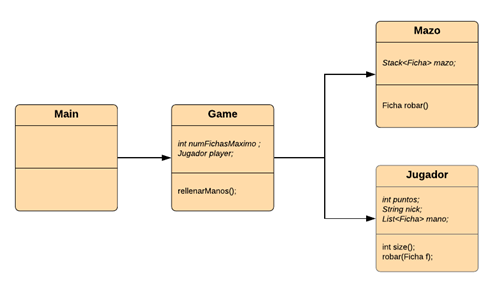 Main
Game
int numFichasMaximo ;
Jugador player;
rellenarManos();
Mazo
Stack<Ficha> mazo;
Ficha robar()
Jugador
int puntos;
String nick;
List<Ficha> mano;
int size();
robar(Ficha f);